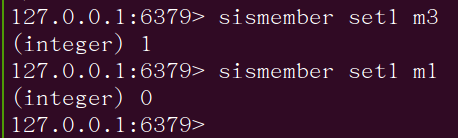 127.0.0.1:6379> sismember set1 m3
(integer) 1
127.0.0.1:6379> sismember set1 m1
(integer) 0
127.0.0.1:6379>